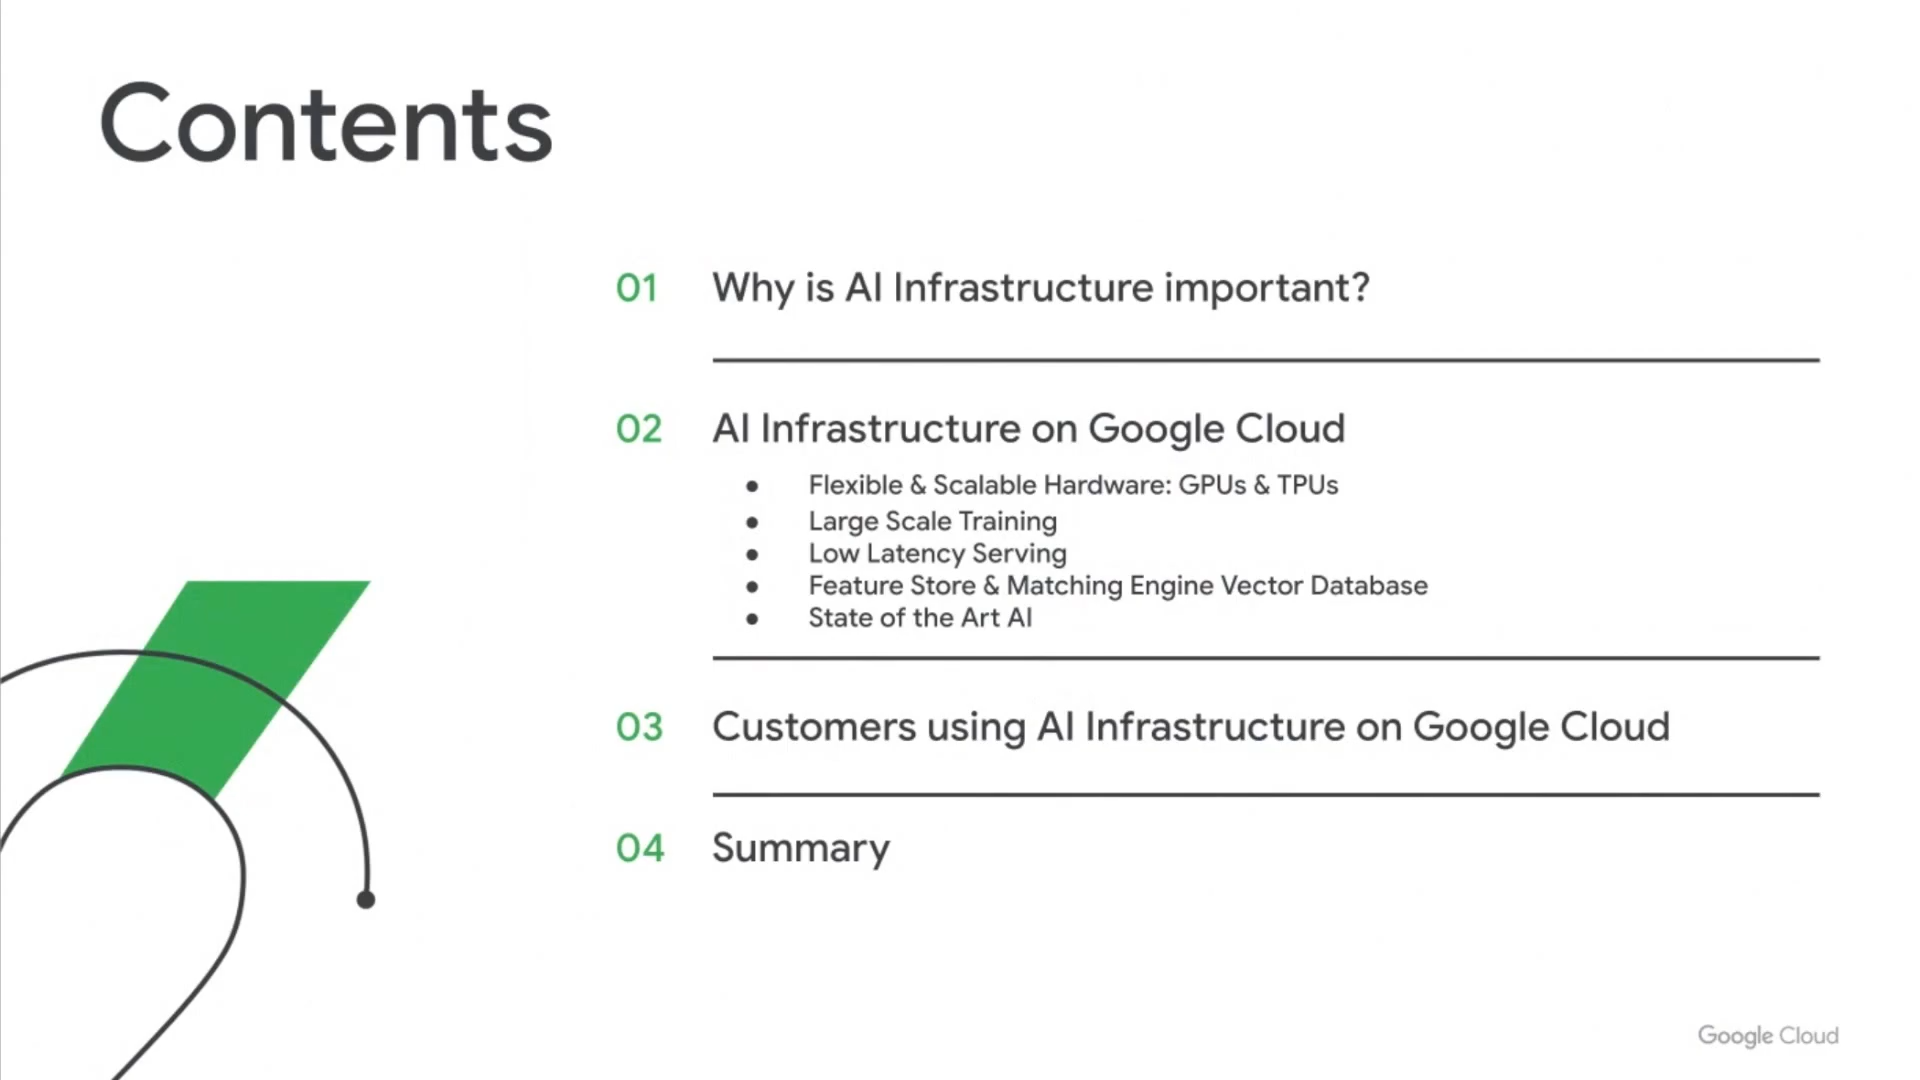 Contents
01 Why is AI Infrastructure important?
02 AI Infrastructure on Google Cloud
● Flexible & Scalable Hardware: GPUs & TPUs
● Large Scale Training
● Low Latency Serving
● Feature Store & Matching Engine Vector Database
● State of the Art AI
03 Customers using AI Infrastructure on Google Cloud
04 Summary
Google Cloud